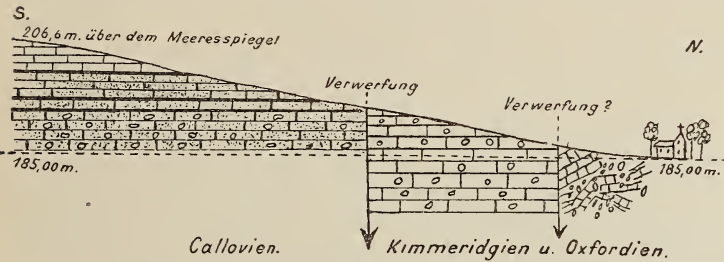 S.
206,6 m. über dem Meeresspiegel
N.
Verwerfung
Verwerfung ?
185,00 m.
185,00 m.
Callovien.
Kimmeridgien u. Oxfordien.